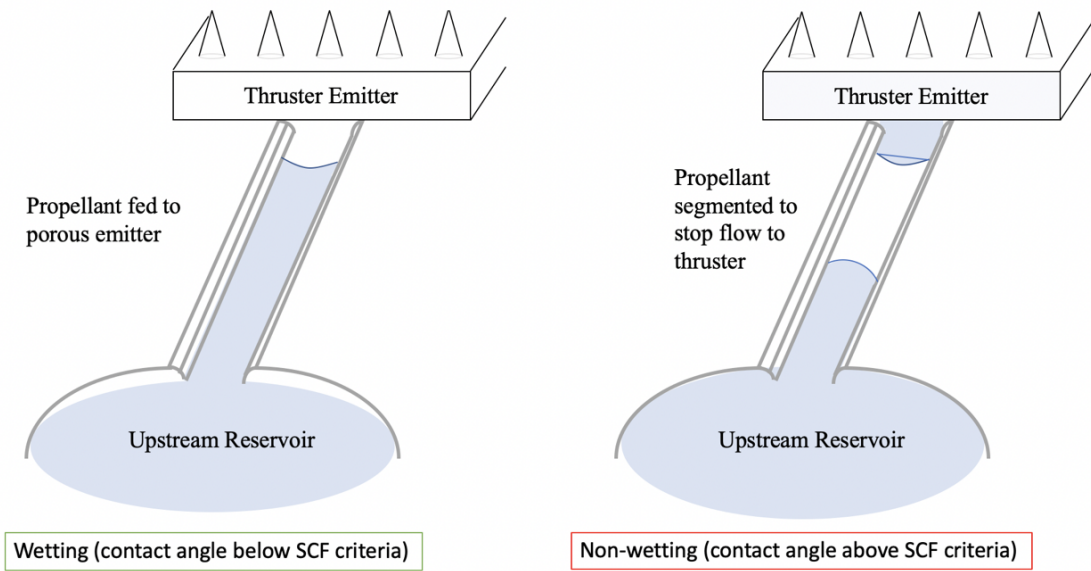 Thruster Emitter
Propellant fed to
porous emitter
Upstream Reservoir
Wetting (contact angle below SCF criteria)
Thruster Emitter
Propellant
segmented to
stop flow to
thruster
Upstream Reservoir
Non-wetting (contact angle above SCF criteria)